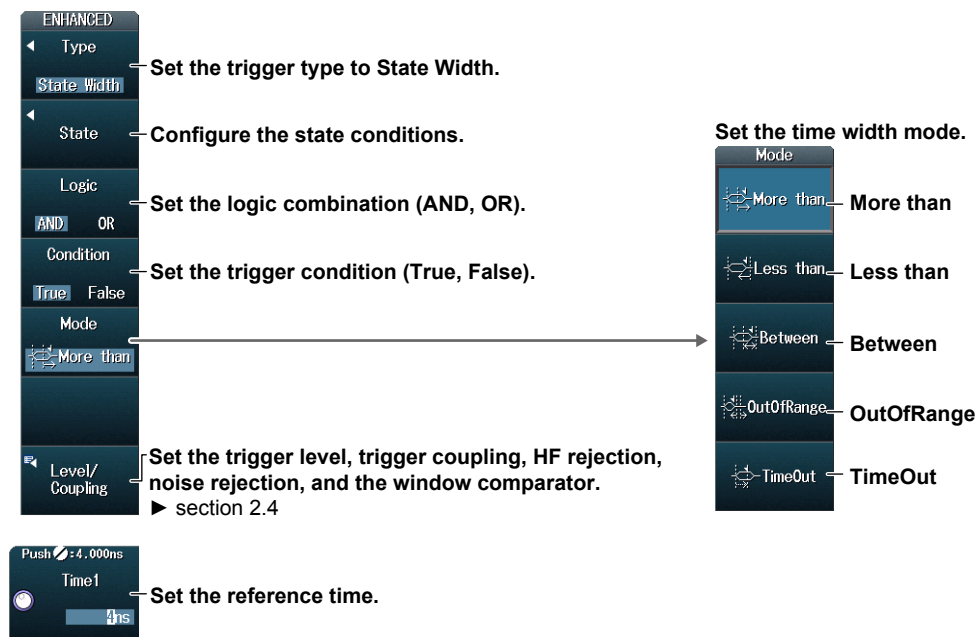 ENHANCED
Type
State Width
Set the trigger type to State Width.
State
Configure the state conditions.
Logic
AND OR
Set the logic combination (AND, OR).
Condition
True False
Set the trigger condition (True, False).
Mode
More than
Level/
Coupling
Set the trigger level, trigger coupling, HF rejection,
noise rejection, and the window comparator.
► section 2.4
Push :4.000ns
Time1
4ns
Set the reference time.
Set the time width mode.
Mode
More than
More than
Less than
Less than
Between
Between
OutOfRange
OutOfRange
TimeOut
TimeOut